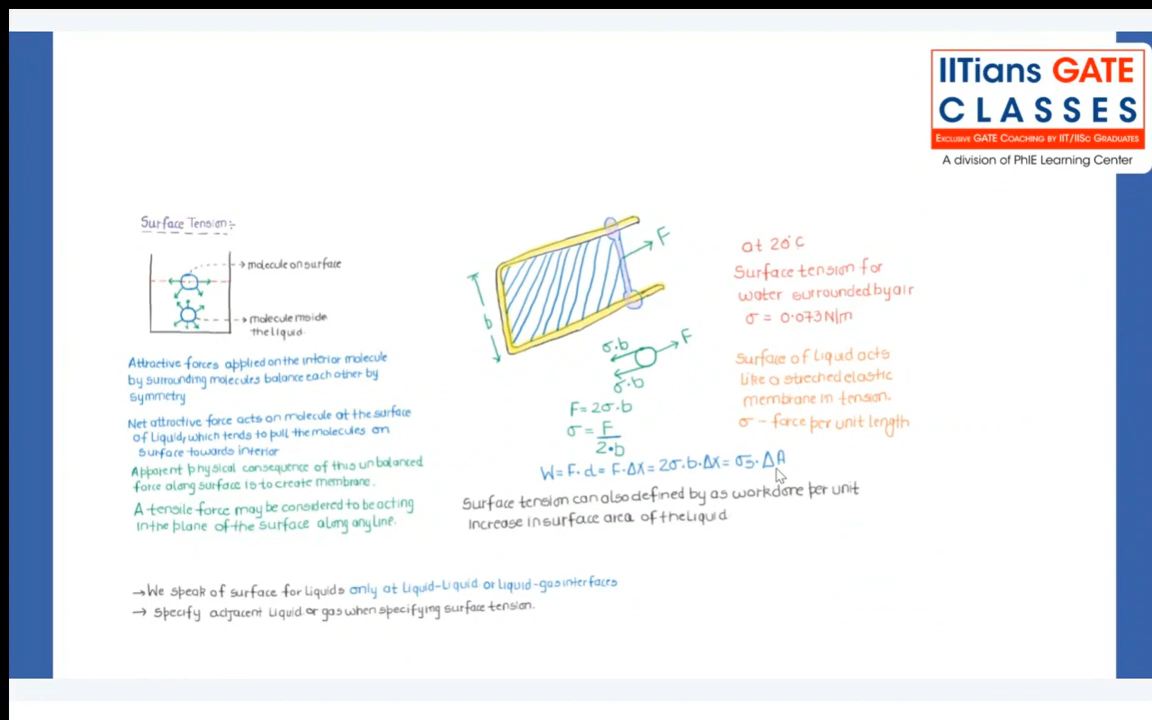 IITians GATE
CLASSES
EXCLUSIVE GATE COACHING BY IIT/IISc GRADUATES
A division of PhIE Learning Center
Surface Tension:-
molecule on surface
molecule inside
the liquid.
Attractive forces applied on the interior molecule
by surrounding molecules balance each other by
symmetry
Net attractive force acts on molecule at the surface
of Liquid, which tends to pull the molecules on
surface towards interior
Apparent physical consequence of this unbalanced
force along surface is to create membrane.
A tensile force may be considered to be acting
in the plane of the surface along any line.
b
F
σ.b
F
σ.b
F = 2σ.b
σ = F
2•b
W = F.d = F.ΔX = 2σ.b.ΔX = σs.ΔA
Surface tension can also defined by as workdone per unit
increase in surface area of the liquid
at 20°C
Surface tension for
water surrounded by air
σ = 0.073 N/m
Surface of liquid acts
like a streched elastic
membrane in tension.
σ - force per unit length
→ We speak of surface for liquids only at liquid-liquid or liquid-gas interfaces
→ Specify adjacent liquid or gas when specifying surface tension.